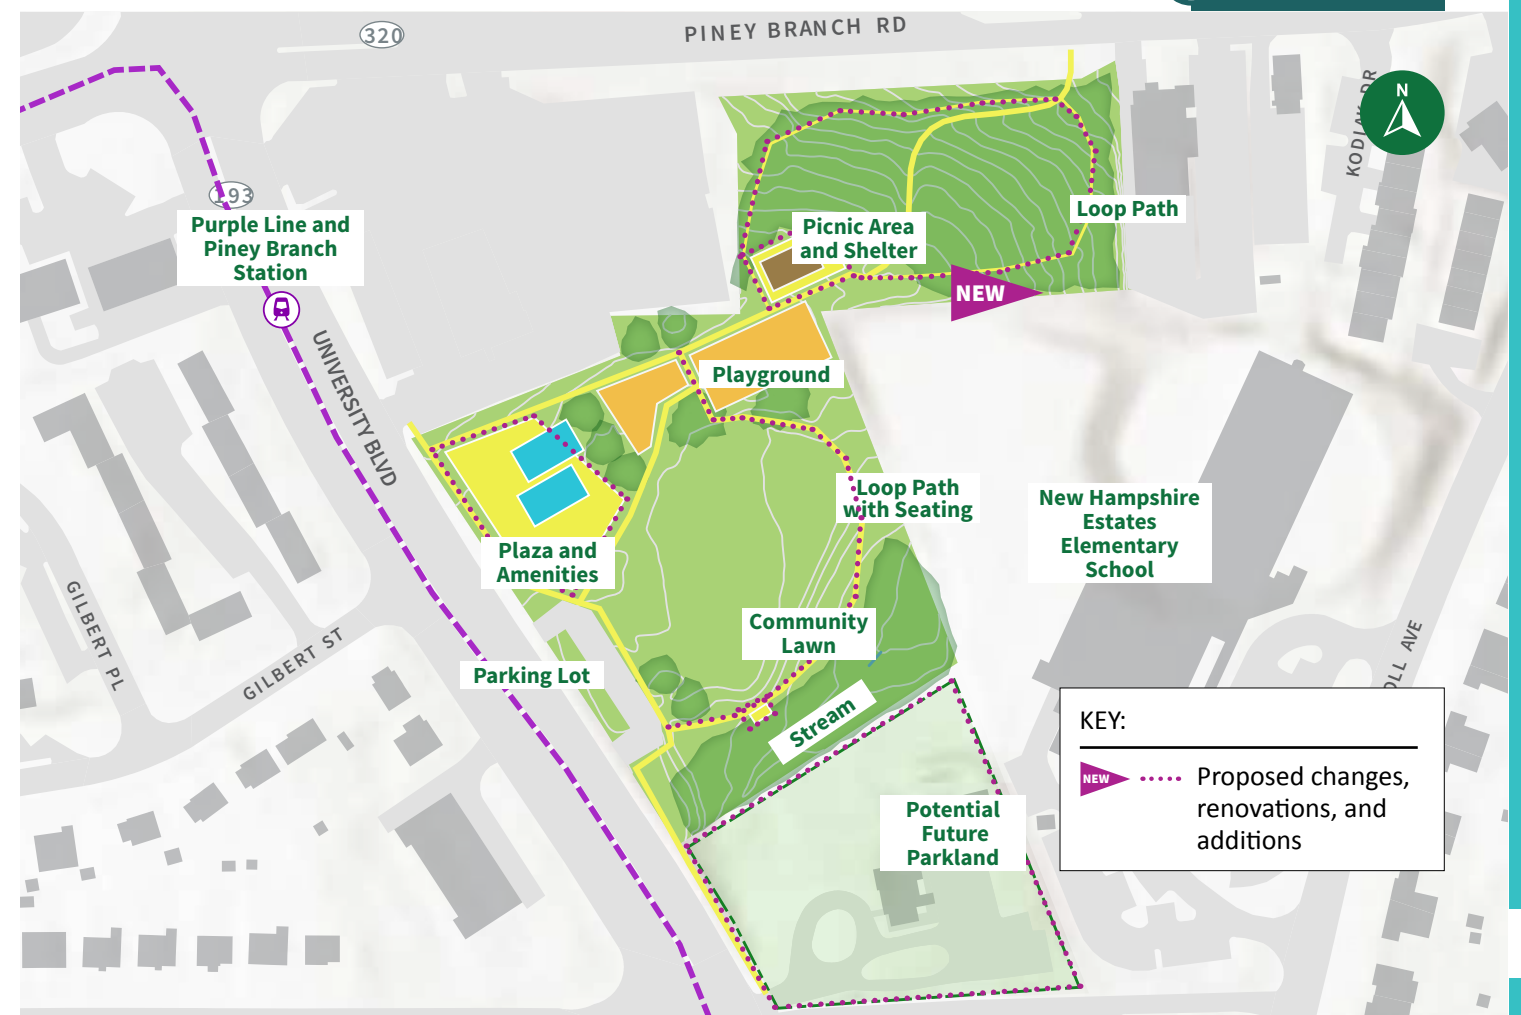 PINEY BRANCH RD
320
KODIAK DR
N
193
Purple Line and
Piney Branch
Station
Picnic Area
and Shelter
Loop Path
NEW
UNIVERSITY BLVD
Playground
Loop Path
with Seating
New Hampshire
Estates
Elementary
School
Plaza and
Amenities
GILBERT PL
GILBERT ST
Community
Lawn
Parking Lot
Stream
OLL AVE
KEY:
NEW
Proposed changes,
renovations, and
additions
Potential
Future
Parkland